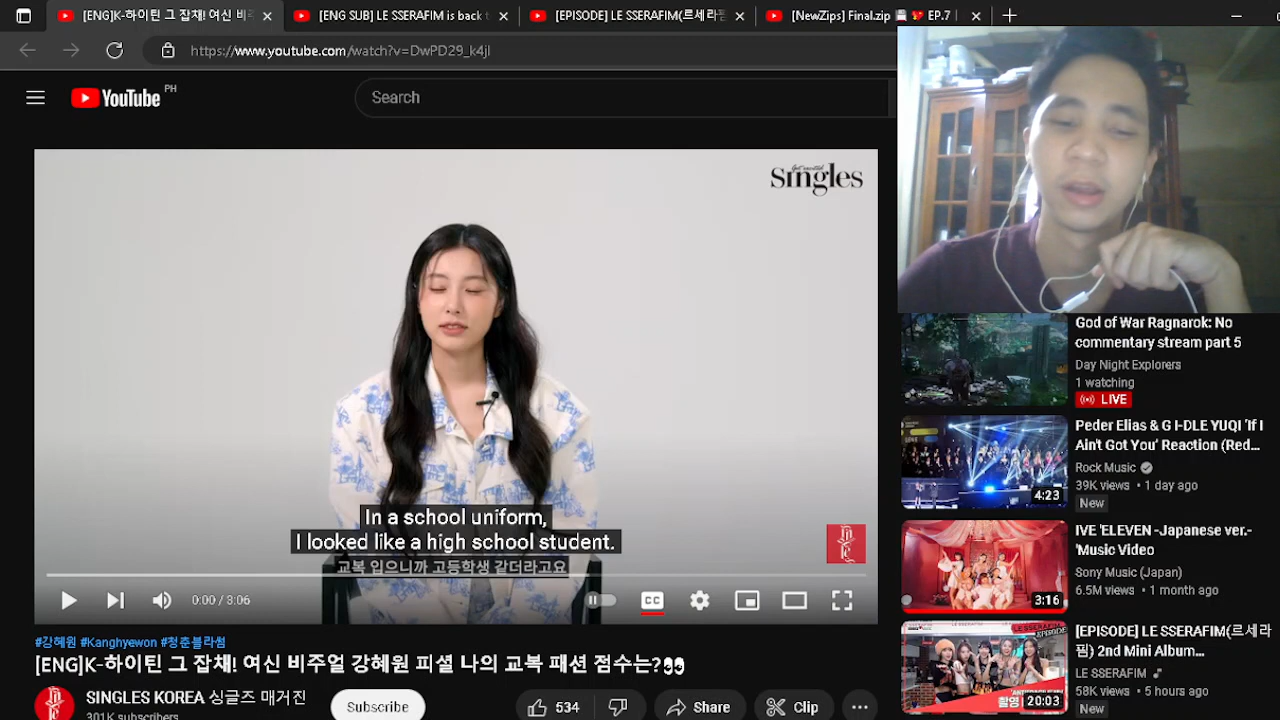 [ENG]K-하이틴 그 잡채! 여신 비
[ENG SUB] LE SSERAFIM is back t
[EPISODE] LE SSERAFIM(르세라핌
[NewZips] Final.zip 💾 💖 EP.7 |
https://www.youtube.com/watch?v=DwPD29_k4jI
YouTube PH
Search
Singles
In a school uniform,
I looked like a high school student.
교복 입으니까 고등학생 같더라고요
0:00 / 3:06
CC
#강혜원 #Kanghyewon #청춘블라썸
[ENG]K-하이틴 그 잡채! 여신 비주얼 강혜원 피셜 나의 교복 패션 점수는?👀
SINGLES KOREA 싱글즈 매거진
301K subscribers
Subscribe
534
Share
Clip
God of War Ragnarok: No
commentary stream part 5
Day Night Explorers
1 watching
LIVE
Peder Elias & G I-DLE YUQI 'If I
Ain't Got You' Reaction (Red...
Rock Music
39K views • 1 day ago
New
4:23
IVE 'ELEVEN -Japanese ver.-
'Music Video
Sony Music (Japan)
6.5M views • 1 month ago
3:16
[EPISODE] LE SSERAFIM(르세라
핌) 2nd Mini Album...
LE SSERAFIM
58K views • 5 hours ago
New
LE SSERAFIM EPISODE
촬영
20:03